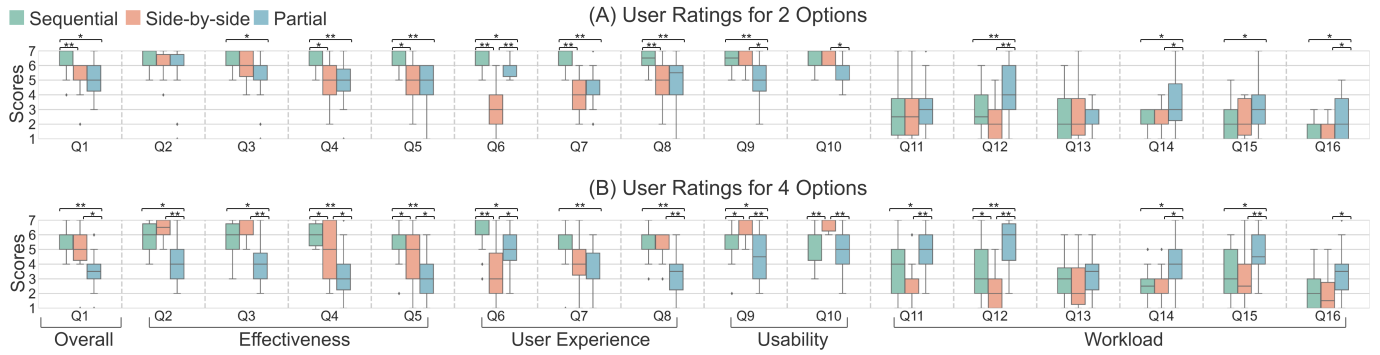 Sequential Side-by-side Partial
(A) User Ratings for 2 Options
* * ** * ** ** ** ** ** ** * * *
** * * ** ** ** ** * * ** * *
7
6
5
4
3
2
1
Scores
Q1 Q2 Q3 Q4 Q5 Q6 Q7 Q8 Q9 Q10 Q11 Q12 Q13 Q14 Q15 Q16
(B) User Ratings for 4 Options
** * * ** ** * ** ** * * ** * *
* ** ** * * * * ** * ** * ** ** ** ** ** * ** * ** *
7
6
5
4
3
2
1
Scores
Q1 Q2 Q3 Q4 Q5 Q6 Q7 Q8 Q9 Q10 Q11 Q12 Q13 Q14 Q15 Q16
Overall Effectiveness User Experience Usability Workload